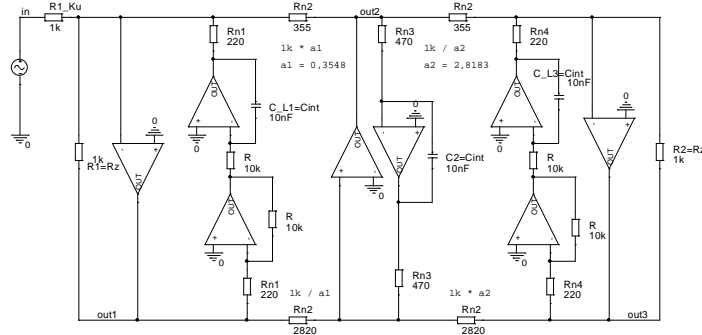 in
R1_Ku
1k
Rn1
220
Rn2
355
out2
Rn3
470
Rn2
355
Rn4
220
1k * a1
a1 = 0,3548
1k / a2
a2 = 2,8183
OUT
C_L1=Cint
10nF
0
0
OUT
C_L3=Cint
10nF
0
0
0
1k
R1=Rz
OUT
R
10k
OUT
OUT
C2=Cint
10nF
0
0
R
10k
OUT
R2=Rz
1k
0
OUT
R
10k
OUT
R
10k
0
0
Rn1
220
1k / a1
Rn2
2820
Rn3
470
1k * a2
Rn2
2820
Rn4
220
out1
out3